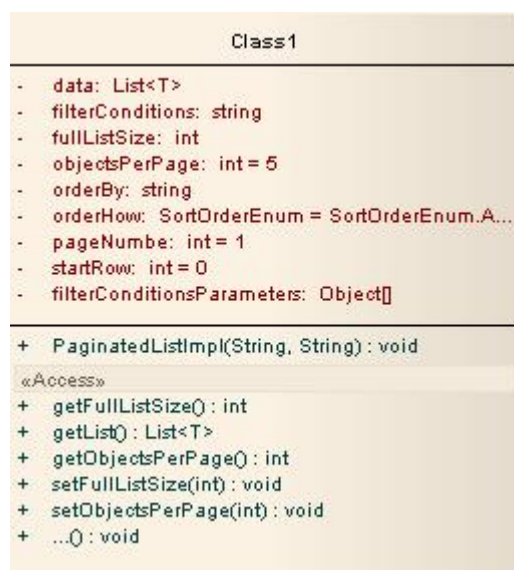 Class1
- data: List<T>
- filterConditions: string
- fullListSize: int
- objectsPerPage: int = 5
- orderBy: string
- orderHow: SortOrderEnum = SortOrderEnum.A...
- pageNumbe: int = 1
- startRow: int = 0
- filterConditionsParameters: Object[]
+ PaginatedListImpl(String, String) : void
«Access»
+ getFullListSize() : int
+ getList() : List<T>
+ getObjectsPerPage() : int
+ setFullListSize(int) : void
+ setObjectsPerPage(int) : void
+ ...() : void